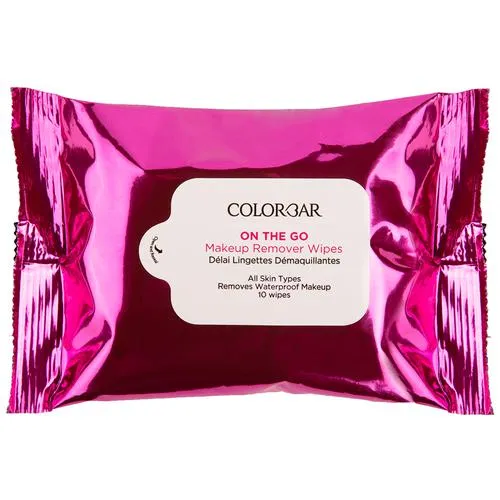 COLORBAR
ON THE GO
Makeup Remover Wipes
Délai Lingettes Démaquillantes
All Skin Types
Removes Waterproof Makeup
10 wipes